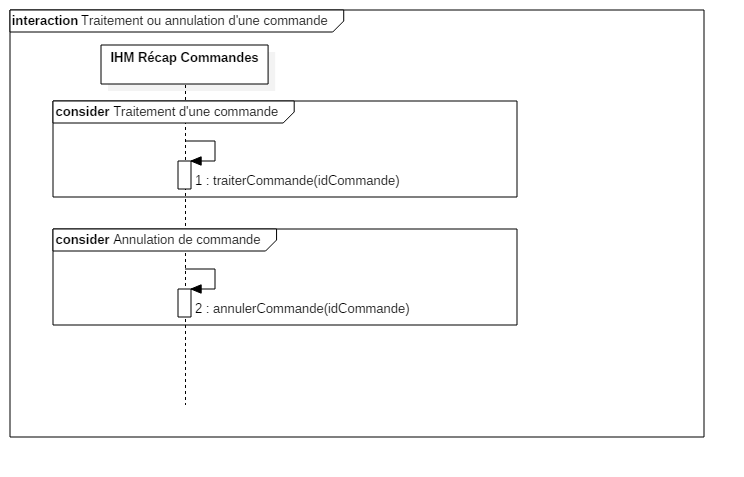 interaction Traitement ou annulation d'une commande
IHM Récap Commandes
consider Traitement d'une commande
1 : traiterCommande(idCommande)
consider Annulation de commande
2 : annulerCommande(idCommande)